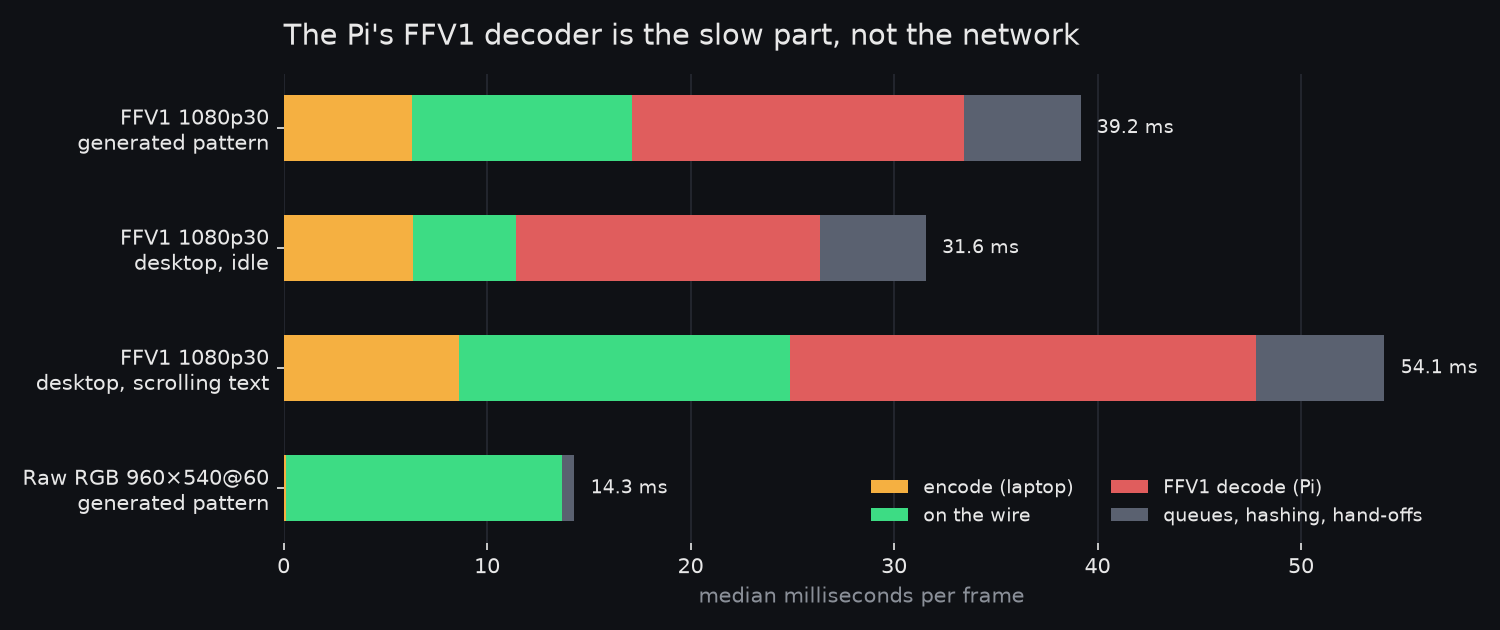 The Pi's FFV1 decoder is the slow part, not the network
FFV1 1080p30
generated pattern
39.2 ms
FFV1 1080p30
desktop, idle
31.6 ms
FFV1 1080p30
desktop, scrolling text
54.1 ms
Raw RGB 960×540@60
generated pattern
14.3 ms
encode (laptop)
on the wire
FFV1 decode (Pi)
queues, hashing, hand-offs
0 10 20 30 40 50
median milliseconds per frame